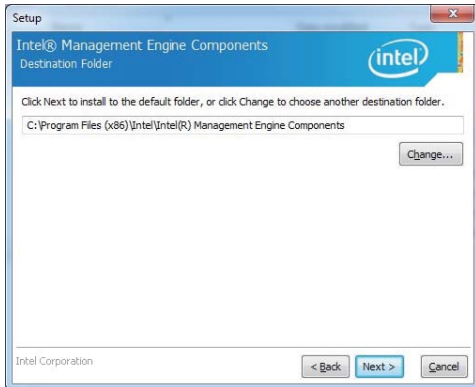 Setup
Intel® Management Engine Components
Destination Folder
intel
Click Next to install to the default folder, or click Change to choose another destination folder.
C:\Program Files (x86)\Intel\Intel(R) Management Engine Components
Change...
Intel Corporation
< Back
Next >
Cancel